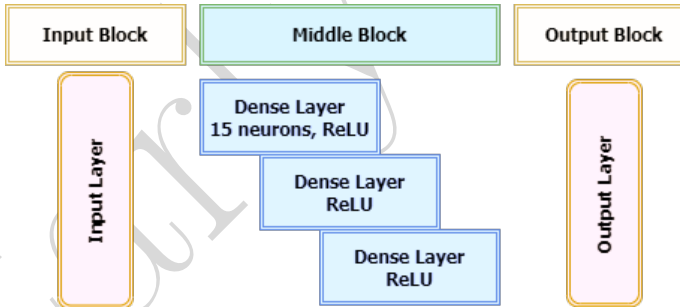 Input Block
Middle Block
Output Block
Input Layer
Dense Layer
15 neurons, ReLU
Dense Layer
ReLU
Dense Layer
ReLU
Output Layer